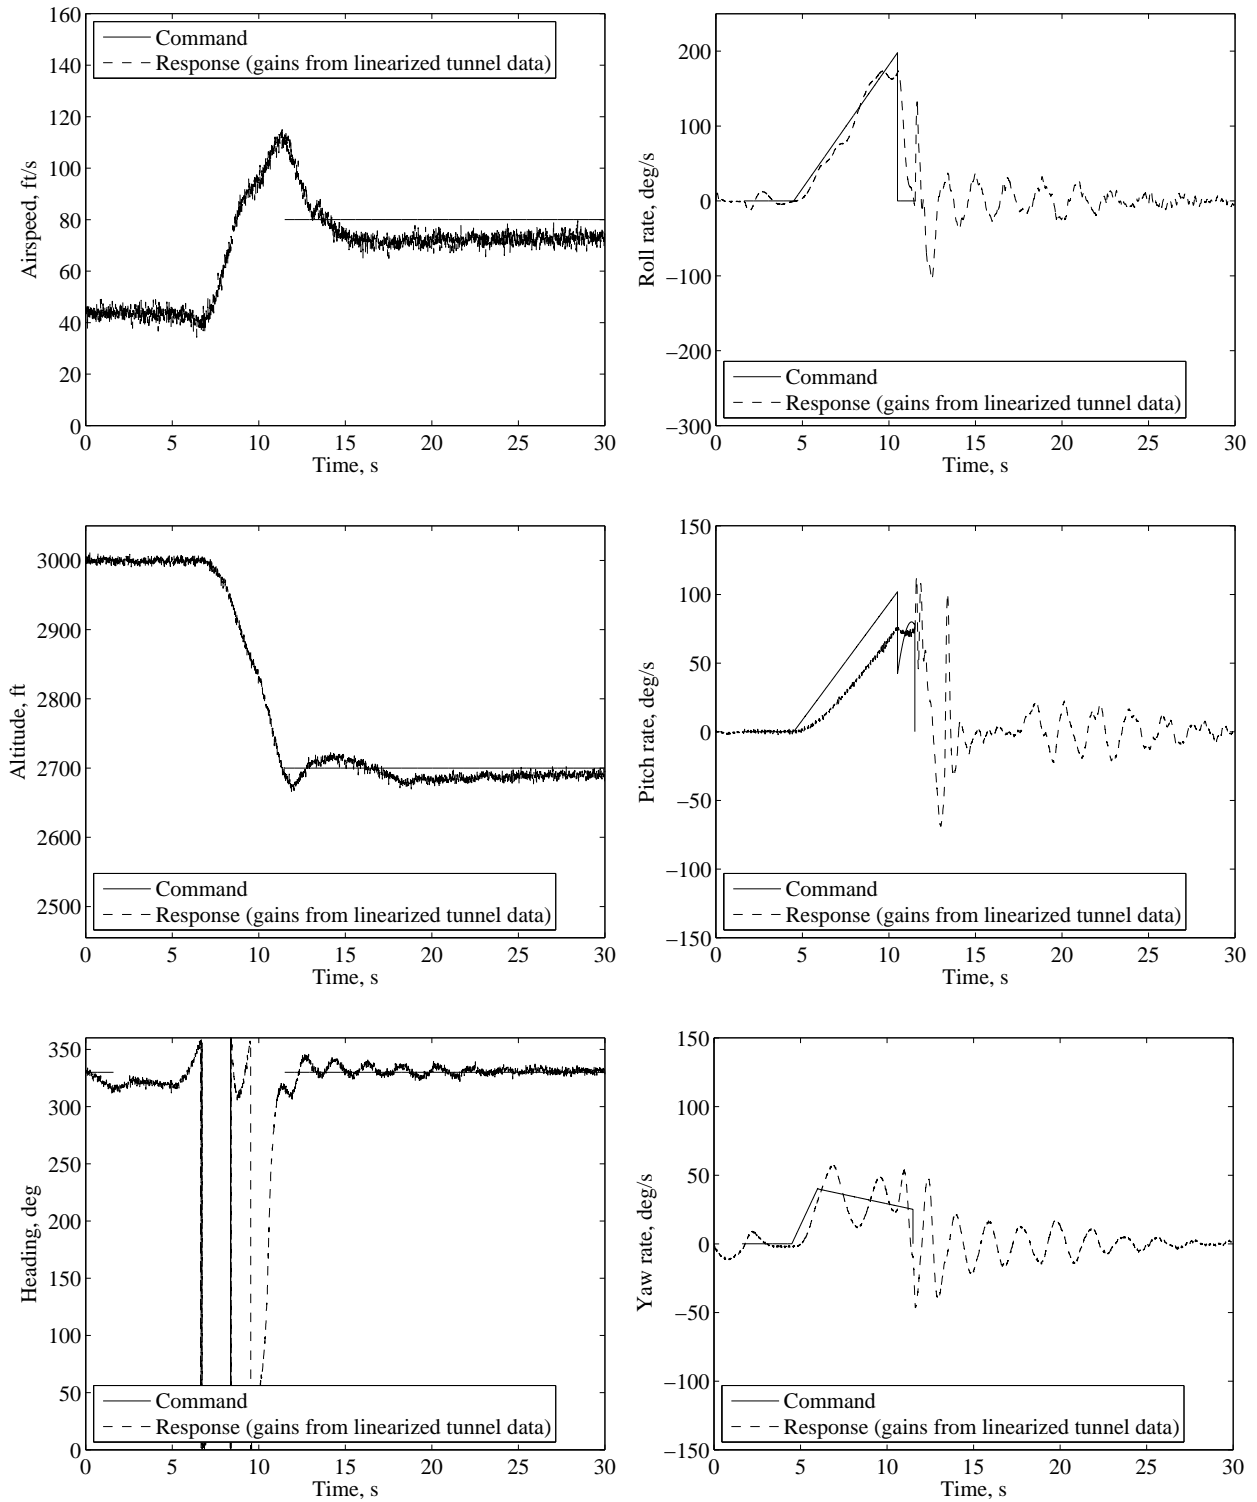 160
140
120
100
80
60
40
20
0
Airspeed, ft/s
Command
Response (gains from linearized tunnel data)
0 5 10 15 20 25 30
Time, s
200
100
0
−100
−200
−300
Roll rate, deg/s
Command
Response (gains from linearized tunnel data)
0 5 10 15 20 25 30
Time, s
3000
2900
2800
2700
2600
2500
Altitude, ft
Command
Response (gains from linearized tunnel data)
0 5 10 15 20 25 30
Time, s
150
100
50
0
−50
−100
−150
Pitch rate, deg/s
Command
Response (gains from linearized tunnel data)
0 5 10 15 20 25 30
Time, s
350
300
250
200
150
100
50
0
Heading, deg
Command
Response (gains from linearized tunnel data)
0 5 10 15 20 25 30
Time, s
150
100
50
0
−50
−100
−150
Yaw rate, deg/s
Command
Response (gains from linearized tunnel data)
0 5 10 15 20 25 30
Time, s